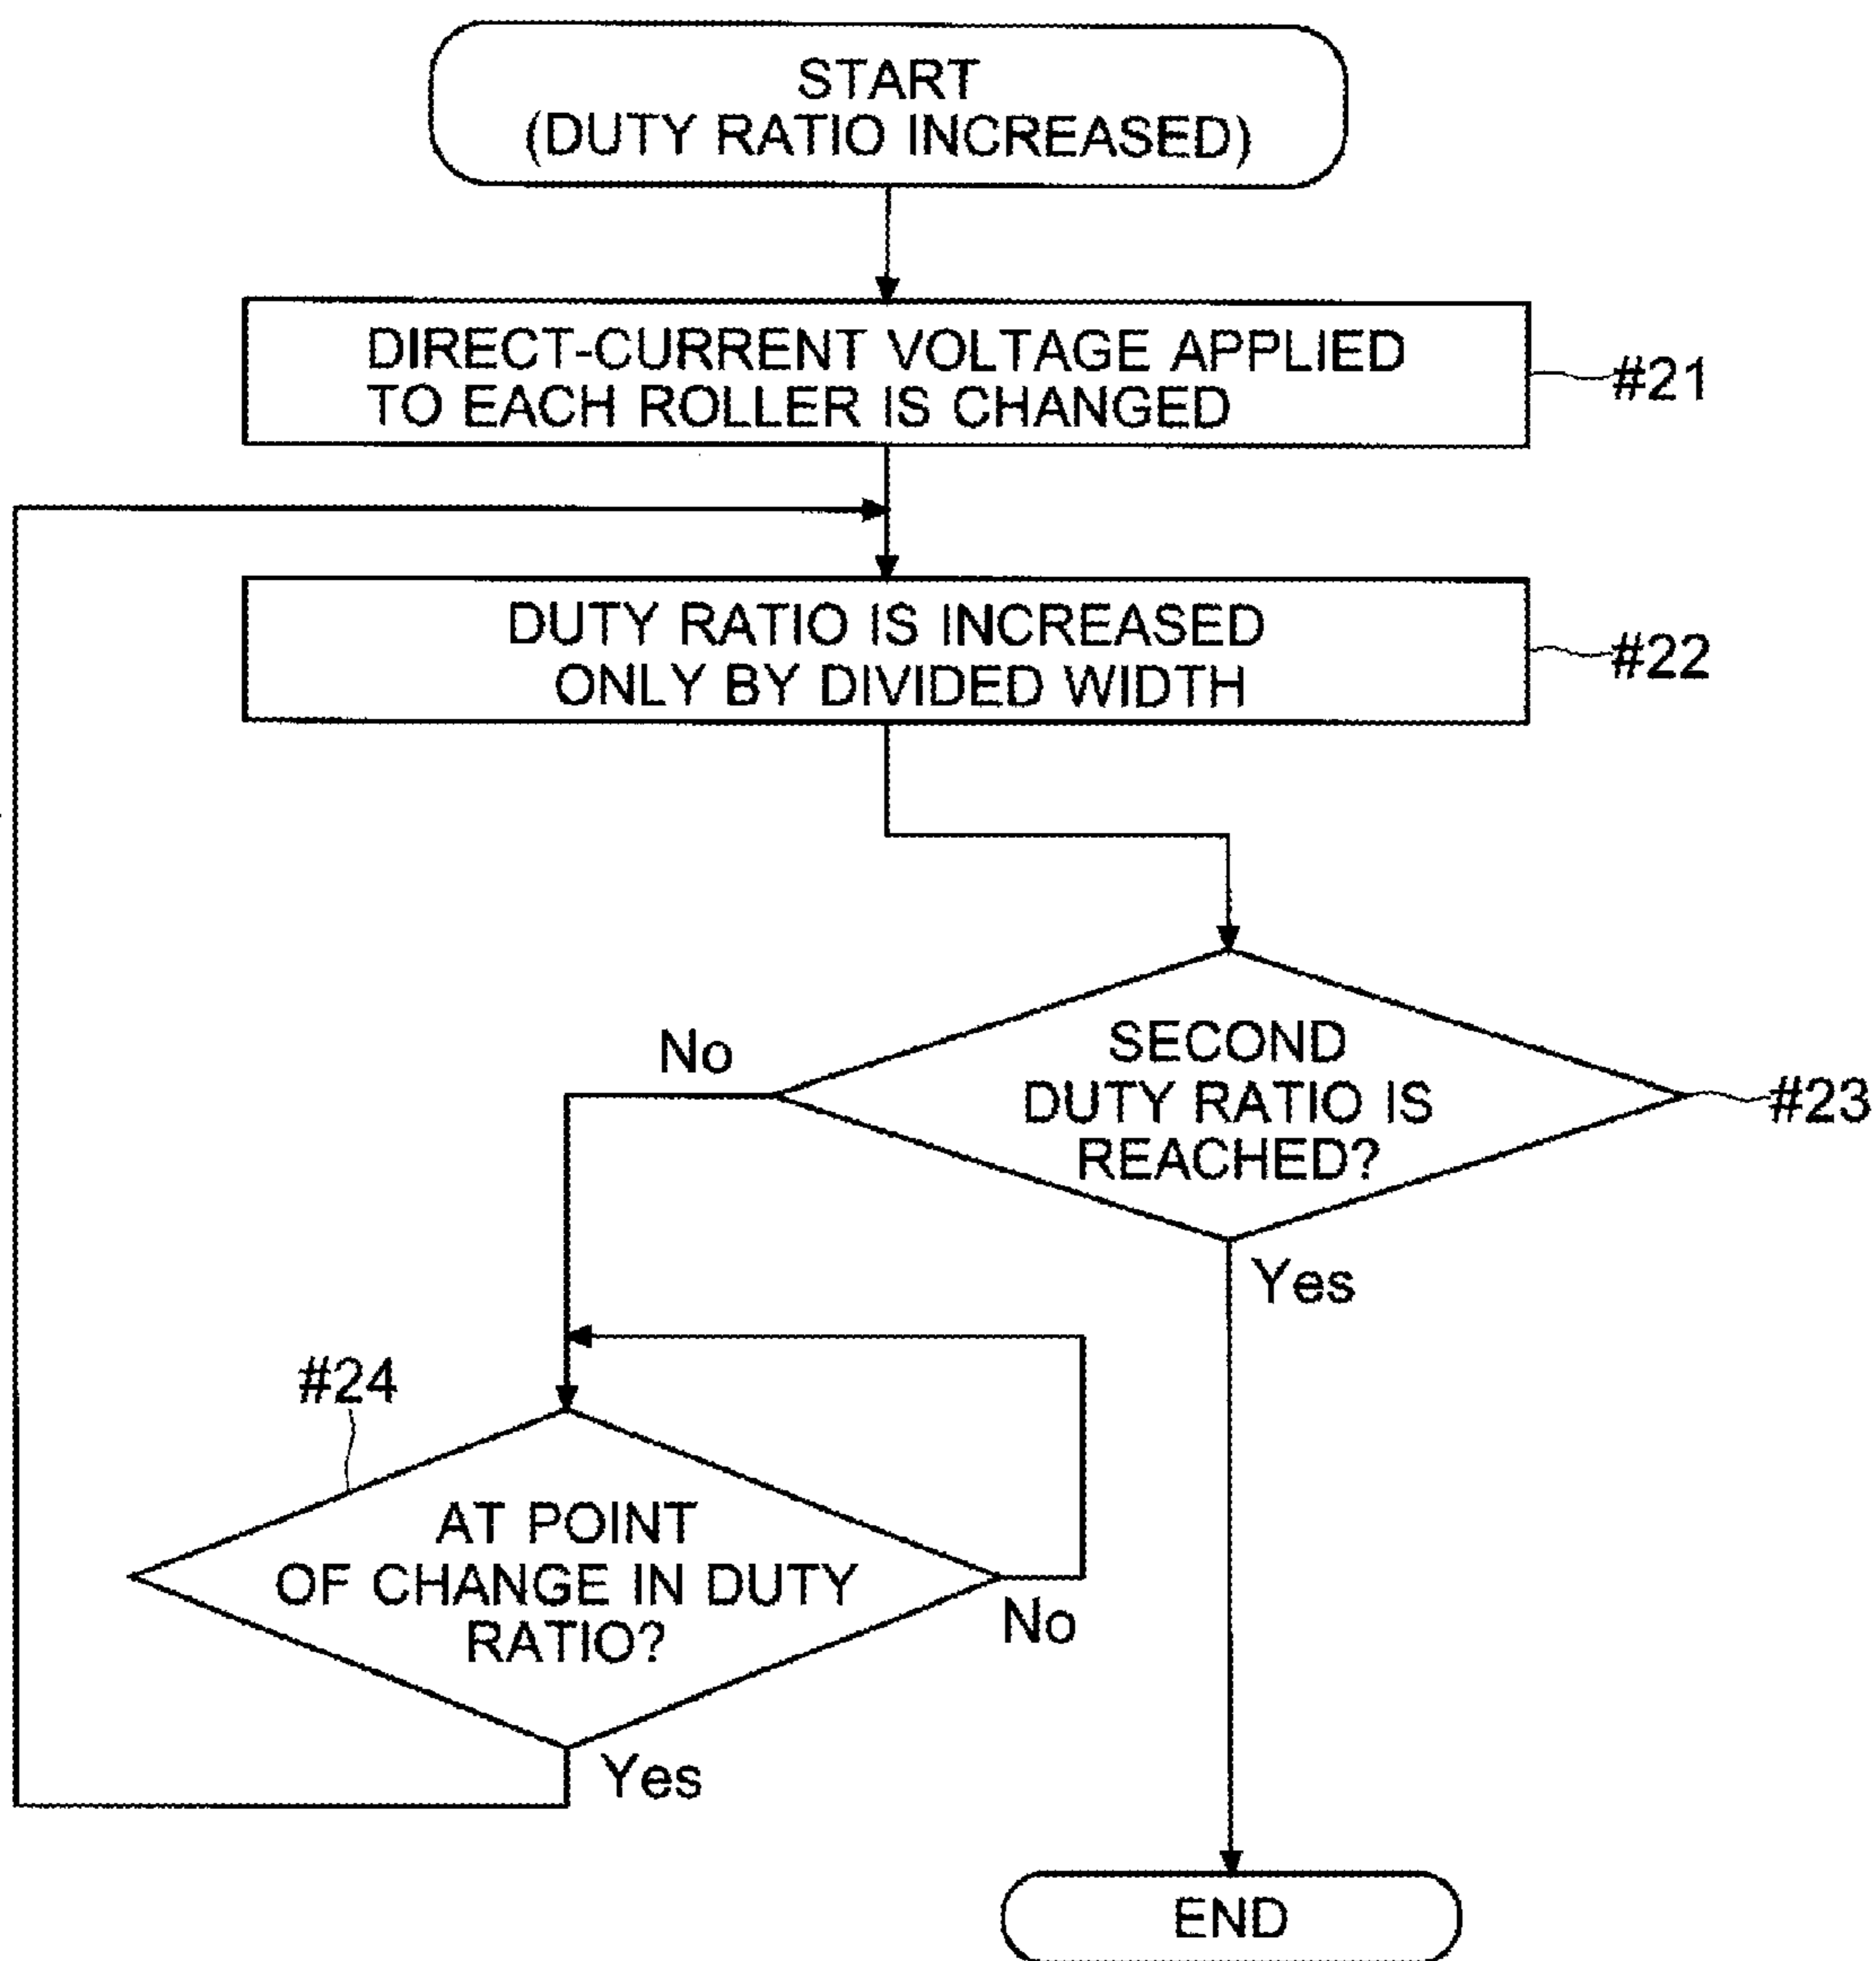 START
(DUTY RATIO INCREASED)
DIRECT-CURRENT VOLTAGE APPLIED
TO EACH ROLLER IS CHANGED
#21
DUTY RATIO IS INCREASED
ONLY BY DIVIDED WIDTH
#22
No
SECOND
DUTY RATIO IS
REACHED?
#23
Yes
#24
AT POINT
OF CHANGE IN DUTY
RATIO?
No
Yes
END